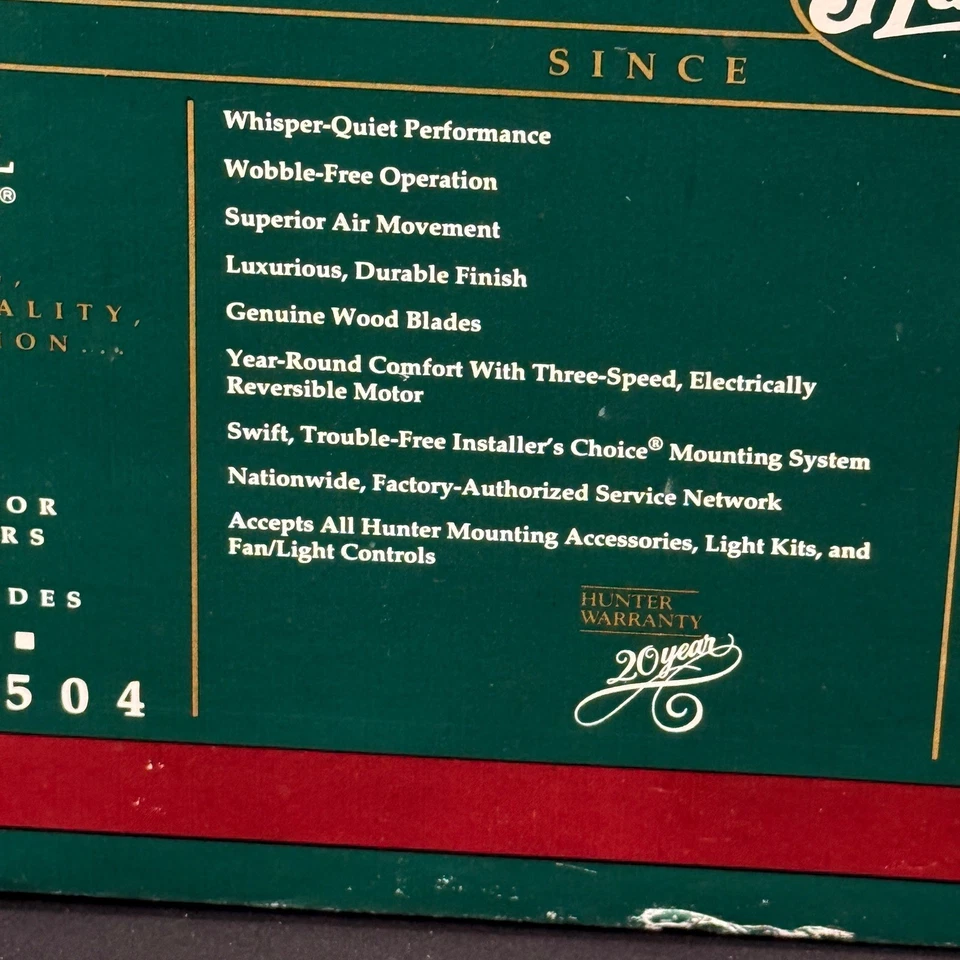 SINCE
®
ALITY,
ION....
OR
RS
DES
504
Whisper-Quiet Performance
Wobble-Free Operation
Superior Air Movement
Luxurious, Durable Finish
Genuine Wood Blades
Year-Round Comfort With Three-Speed, Electrically
Reversible Motor
Swift, Trouble-Free Installer's Choice® Mounting System
Nationwide, Factory-Authorized Service Network
Accepts All Hunter Mounting Accessories, Light Kits, and
Fan/Light Controls
HUNTER
WARRANTY
20 year